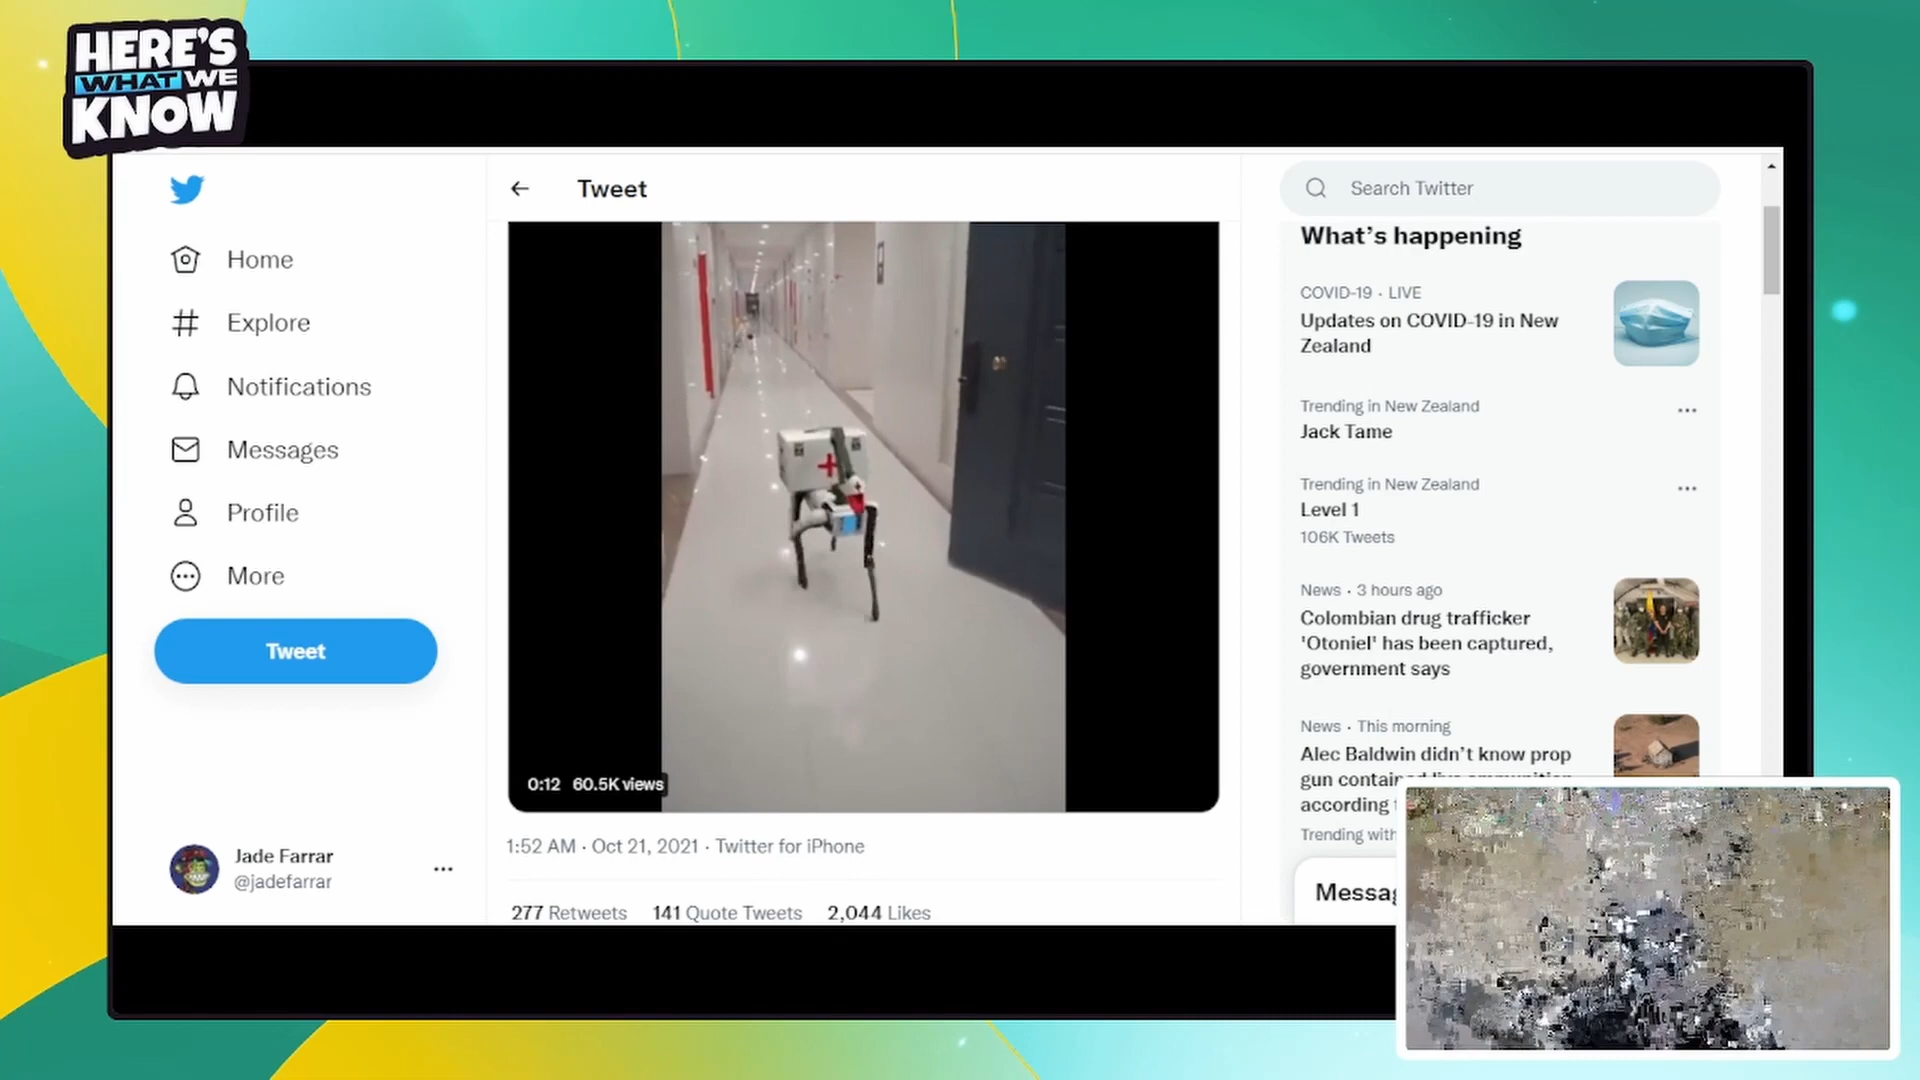 HERE'S
WHAT WE
KNOW
Home
Explore
Notifications
Messages
Profile
More
Tweet
Jade Farrar
@jadefarrar
Tweet
0:12 60.5K views
1:52 AM · Oct 21, 2021 · Twitter for iPhone
277 Retweets 141 Quote Tweets 2,044 Likes
Search Twitter
What's happening
COVID-19 · LIVE
Updates on COVID-19 in New
Zealand
Trending in New Zealand
Jack Tame
Trending in New Zealand
Level 1
106K Tweets
News · 3 hours ago
Colombian drug trafficker
'Otoniel' has been captured,
government says
News · This morning
Alec Baldwin didn't know prop
gun
according
Trending with